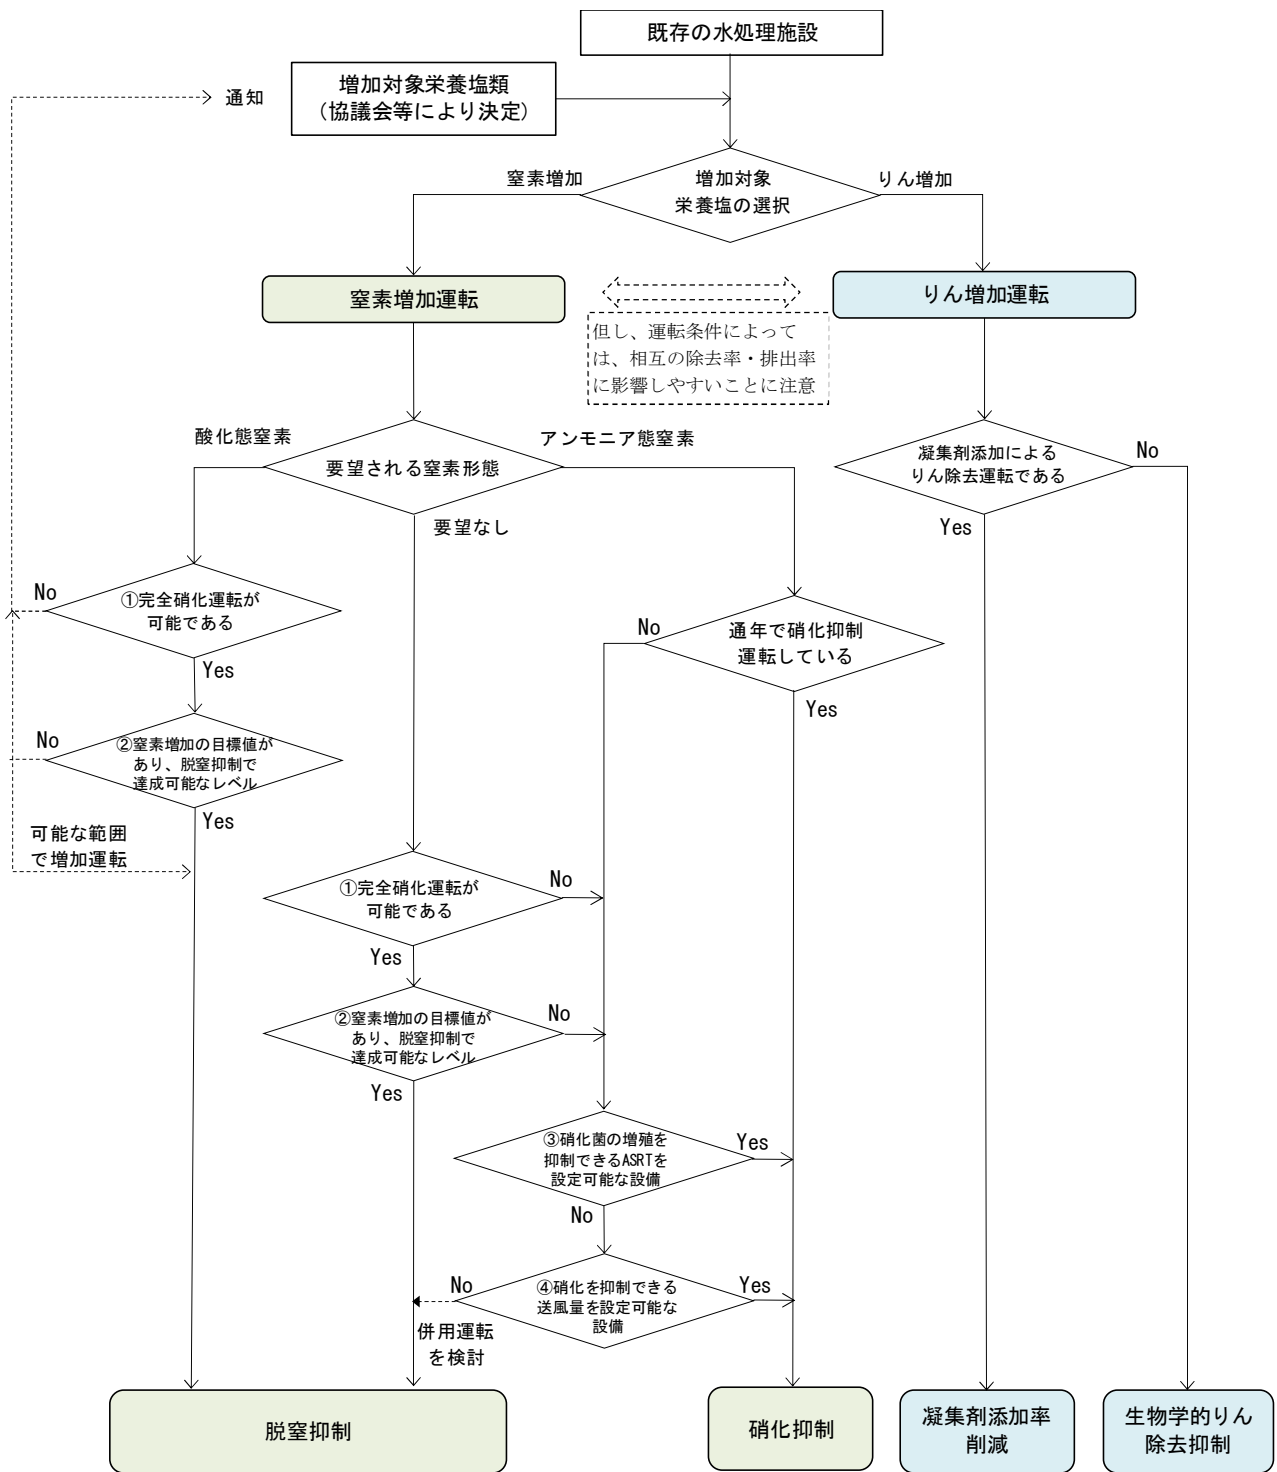 既存の水処理施設
増加対象栄養塩類
(協議会等により決定)
通知
増加対象
栄養塩の選択
窒素増加
りん増加
窒素増加運転
りん増加運転
但し、運転条件によって
は、相互の除去率・排出率
に影響しやすいことに注意
酸化態窒素
要望される窒素形態
アンモニア態窒素
要望なし
凝集剤添加による
りん除去運転である
No
Yes
No
①完全硝化運転が
可能である
Yes
No
通年で硝化抑制
運転している
Yes
No
②窒素増加の目標値が
あり、脱窒抑制で
達成可能なレベル
Yes
可能な範囲
で増加運転
①完全硝化運転が
可能である
No
Yes
②窒素増加の目標値が
あり、脱窒抑制で
達成可能なレベル
No
Yes
③硝化菌の増殖を
抑制できるASRTを
設定可能な設備
Yes
No
No
④硝化を抑制できる
送風量を設定可能な
設備
Yes
併用運転
を検討
脱窒抑制
硝化抑制
凝集剤添加率
削減
生物学的りん
除去抑制